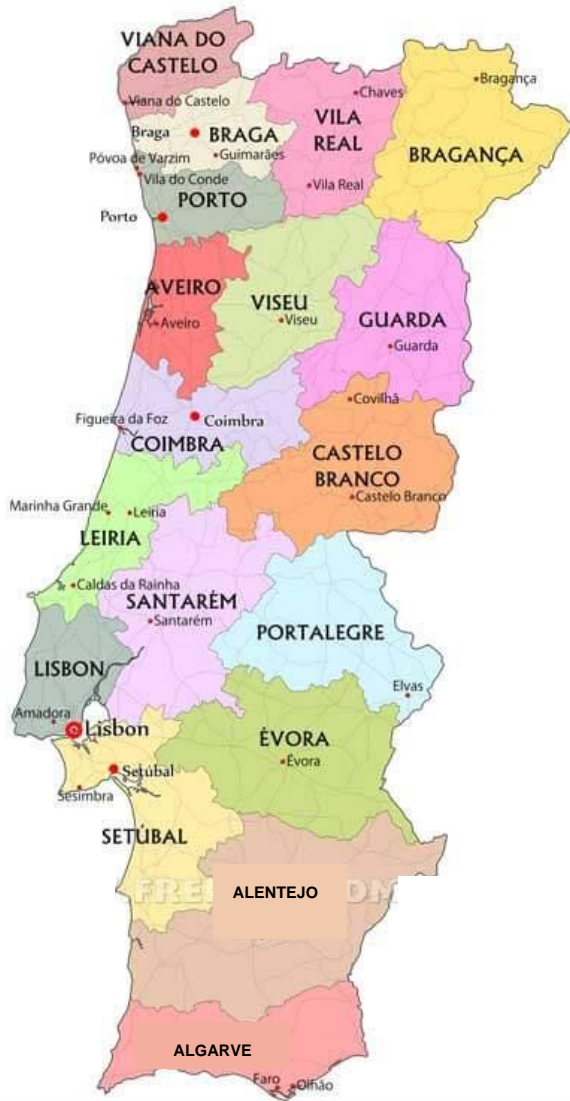 VIANA DO
CASTELO
Bragança
Chaves
Viana do Castelo
VILA
REAL
Braga
BRAGA
BRAGANÇA
Guimarães
Póvoa de Varzim
Vila do Conde
Vila Real
PORTO
Porto
AVEIRO
VISEU
Aveiro
Viseu
GUARDA
Guarda
Covilhã
Figueira da Foz
Coimbra
COIMBRA
CASTELO
BRANCO
Castelo Branco
Marinha Grande
Leiria
LEIRIA
Caldas da Rainha
SANTARÉM
Santarém
PORTALEGRE
LISBON
Elvas
Amadora
Lisbon
ÉVORA
Évora
Setúbal
Sesimbra
SETÚBAL
ALENTEJO
ALGARVE
Faro
Olhão